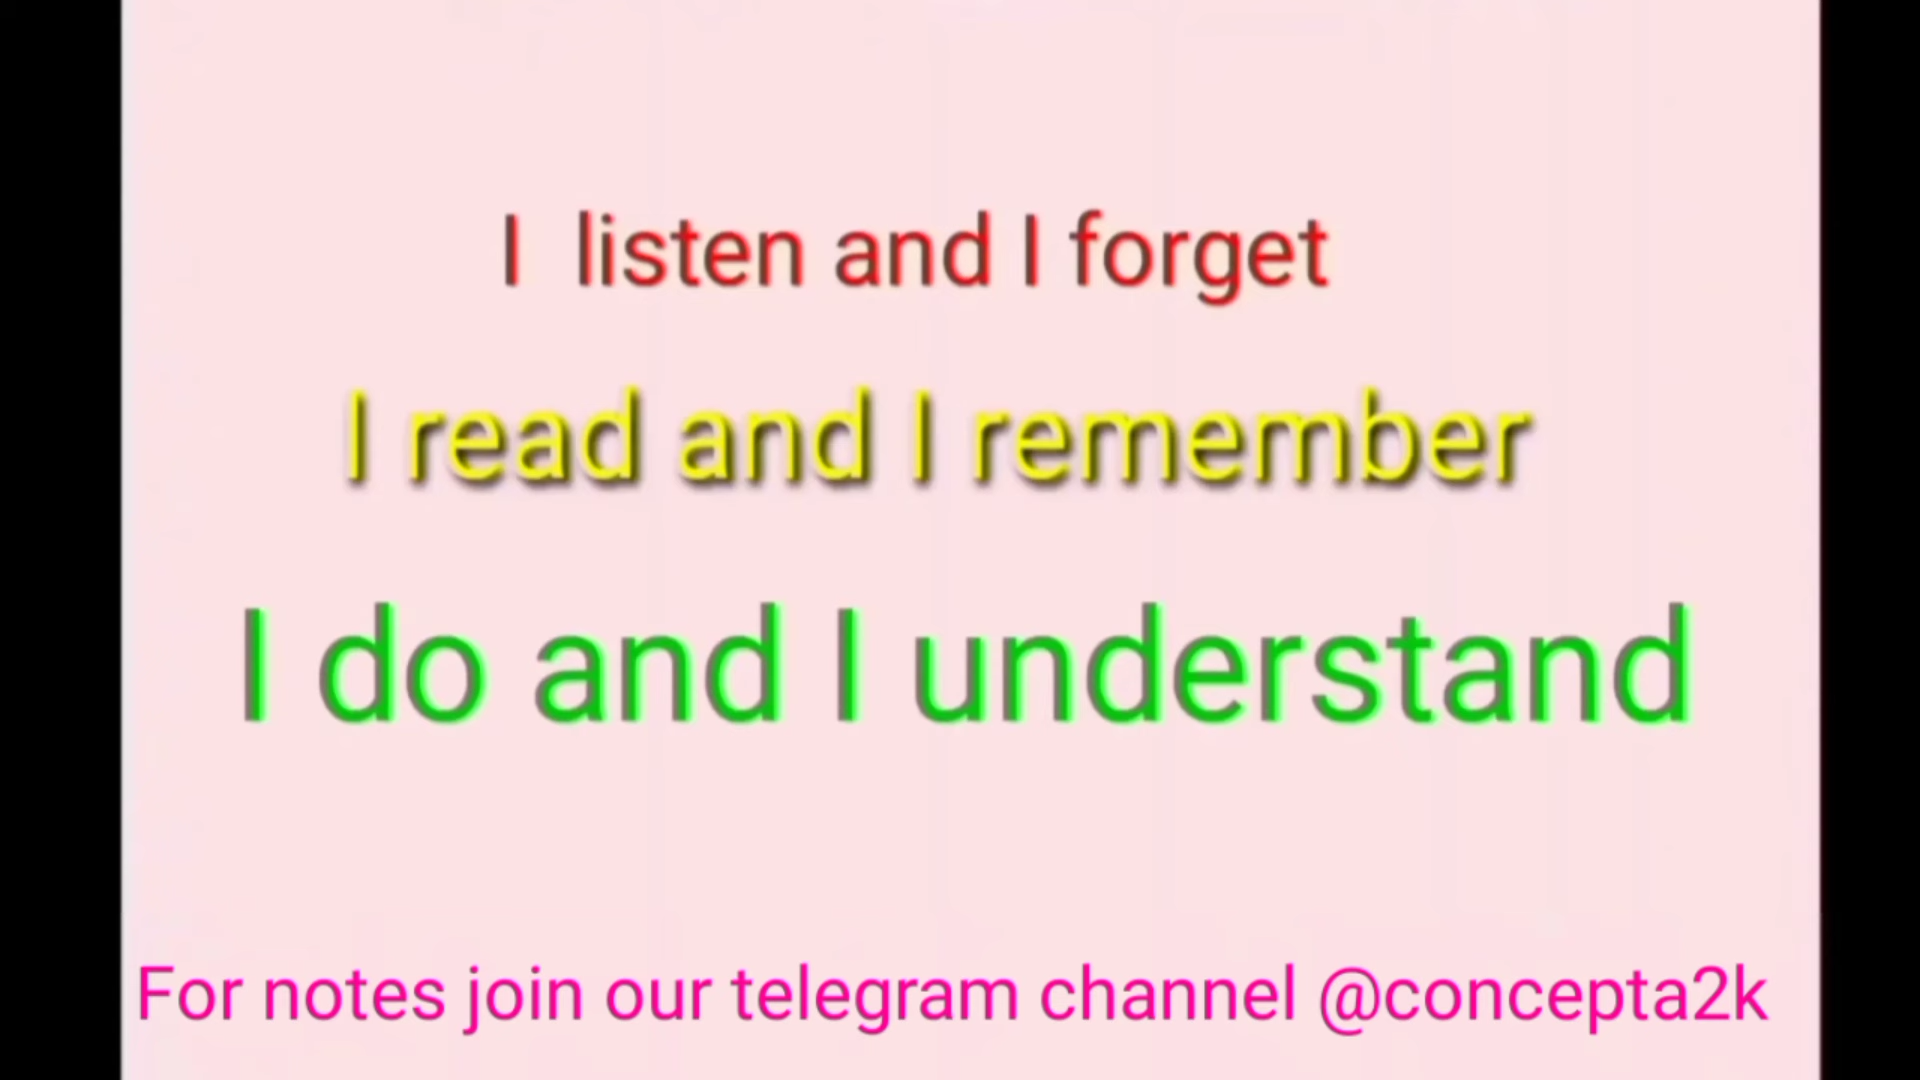 I listen and I forget
I read and I remember
I do and I understand
For notes join our telegram channel @concepta2k